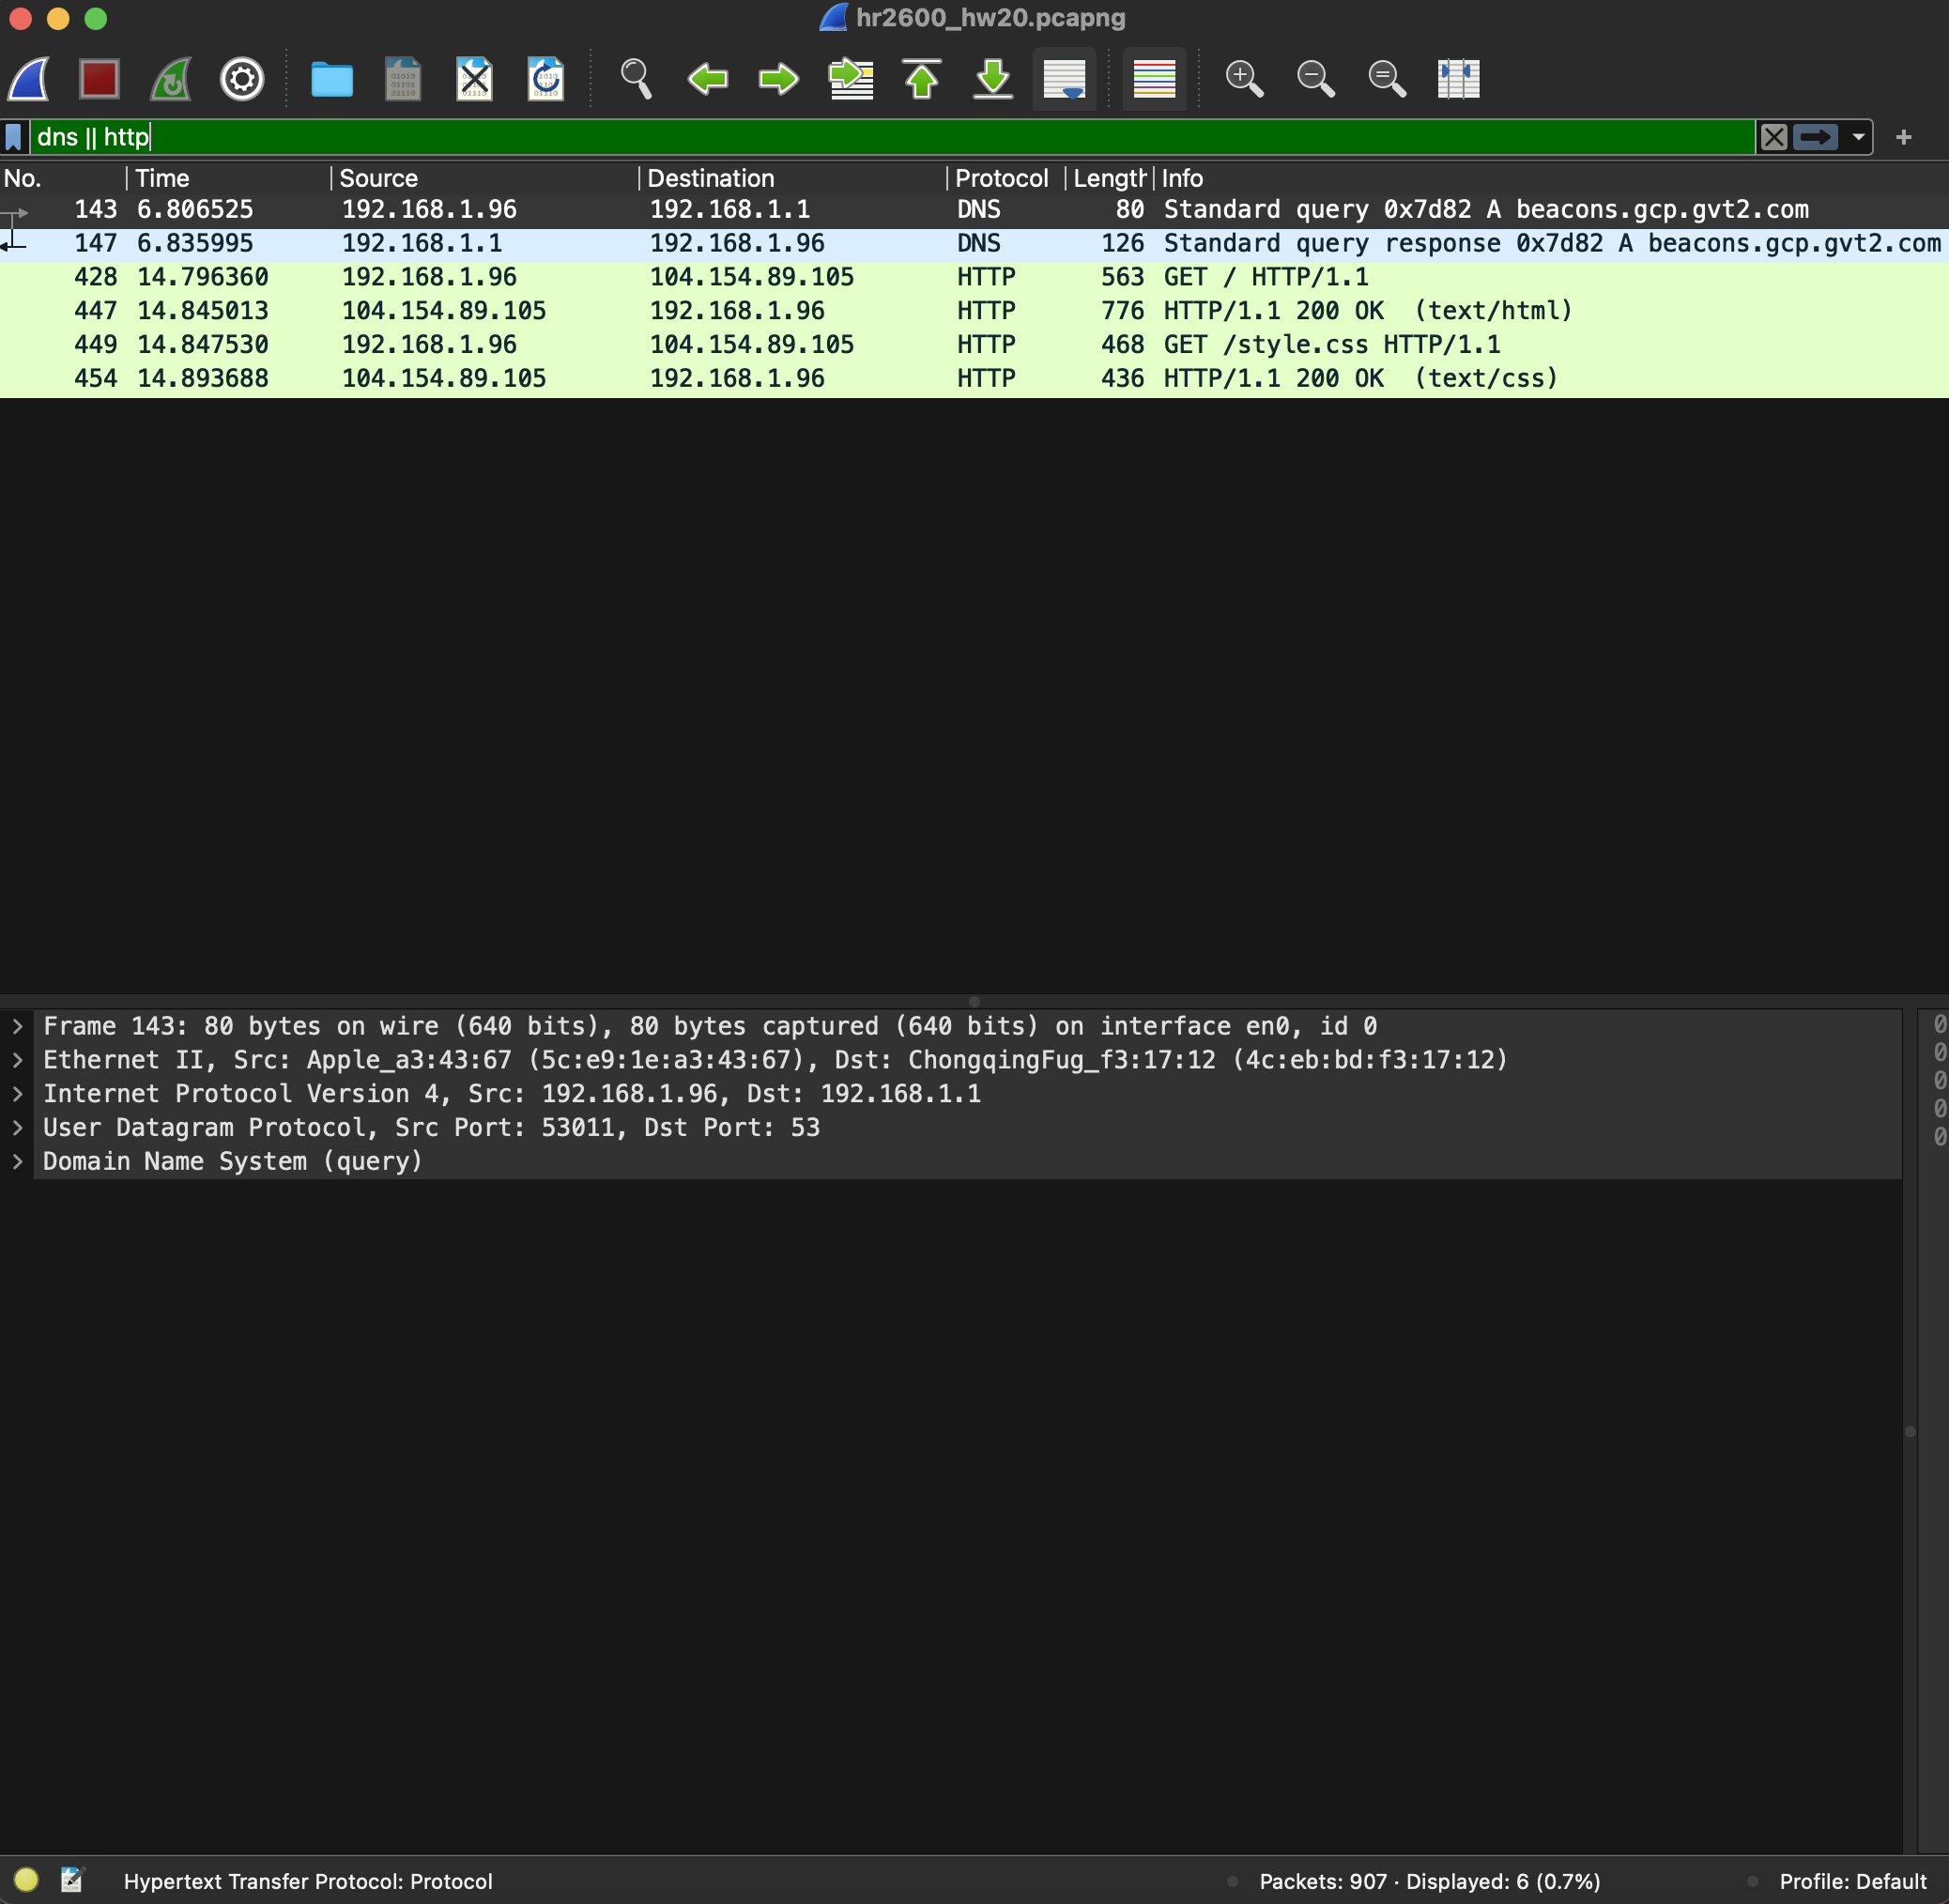 hr2600_hw20.pcapng
dns || http
No. Time Source Destination Protocol Length Info
143 6.806525 192.168.1.96 192.168.1.1 DNS 80 Standard query 0x7d82 A beacons.gcp.gvt2.com
147 6.835995 192.168.1.1 192.168.1.96 DNS 126 Standard query response 0x7d82 A beacons.gcp.gvt2.com
428 14.796360 192.168.1.96 104.154.89.105 HTTP 563 GET / HTTP/1.1
447 14.845013 104.154.89.105 192.168.1.96 HTTP 776 HTTP/1.1 200 OK (text/html)
449 14.847530 192.168.1.96 104.154.89.105 HTTP 468 GET /style.css HTTP/1.1
454 14.893688 104.154.89.105 192.168.1.96 HTTP 436 HTTP/1.1 200 OK (text/css)
Frame 143: 80 bytes on wire (640 bits), 80 bytes captured (640 bits) on interface en0, id 0
Ethernet II, Src: Apple_a3:43:67 (5c:e9:1e:a3:43:67), Dst: ChongqingFug_f3:17:12 (4c:eb:bd:f3:17:12)
Internet Protocol Version 4, Src: 192.168.1.96, Dst: 192.168.1.1
User Datagram Protocol, Src Port: 53011, Dst Port: 53
Domain Name System (query)
0
0
0
0
0
Hypertext Transfer Protocol: Protocol
Packets: 907 · Displayed: 6 (0.7%)
Profile: Default